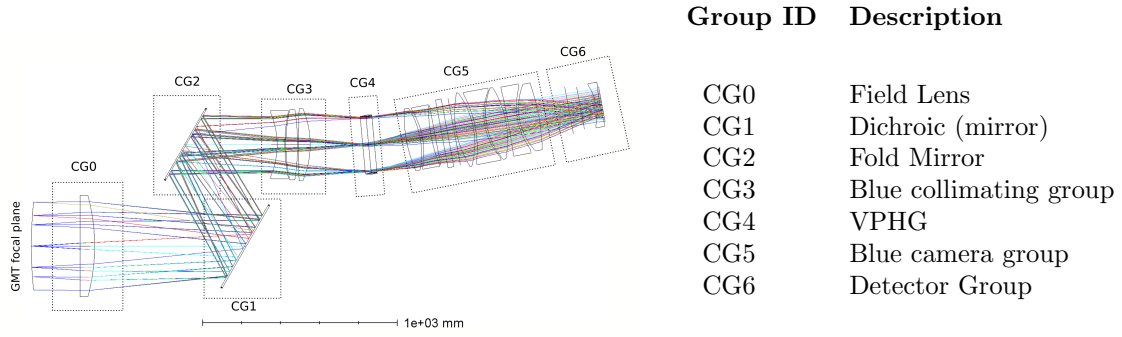 CG6
CG5
CG2
CG4
CG3
CG0
GMT focal plane
CG1
1e+03 mm
Group ID Description
CG0 Field Lens
CG1 Dichroic (mirror)
CG2 Fold Mirror
CG3 Blue collimating group
CG4 VPHG
CG5 Blue camera group
CG6 Detector Group